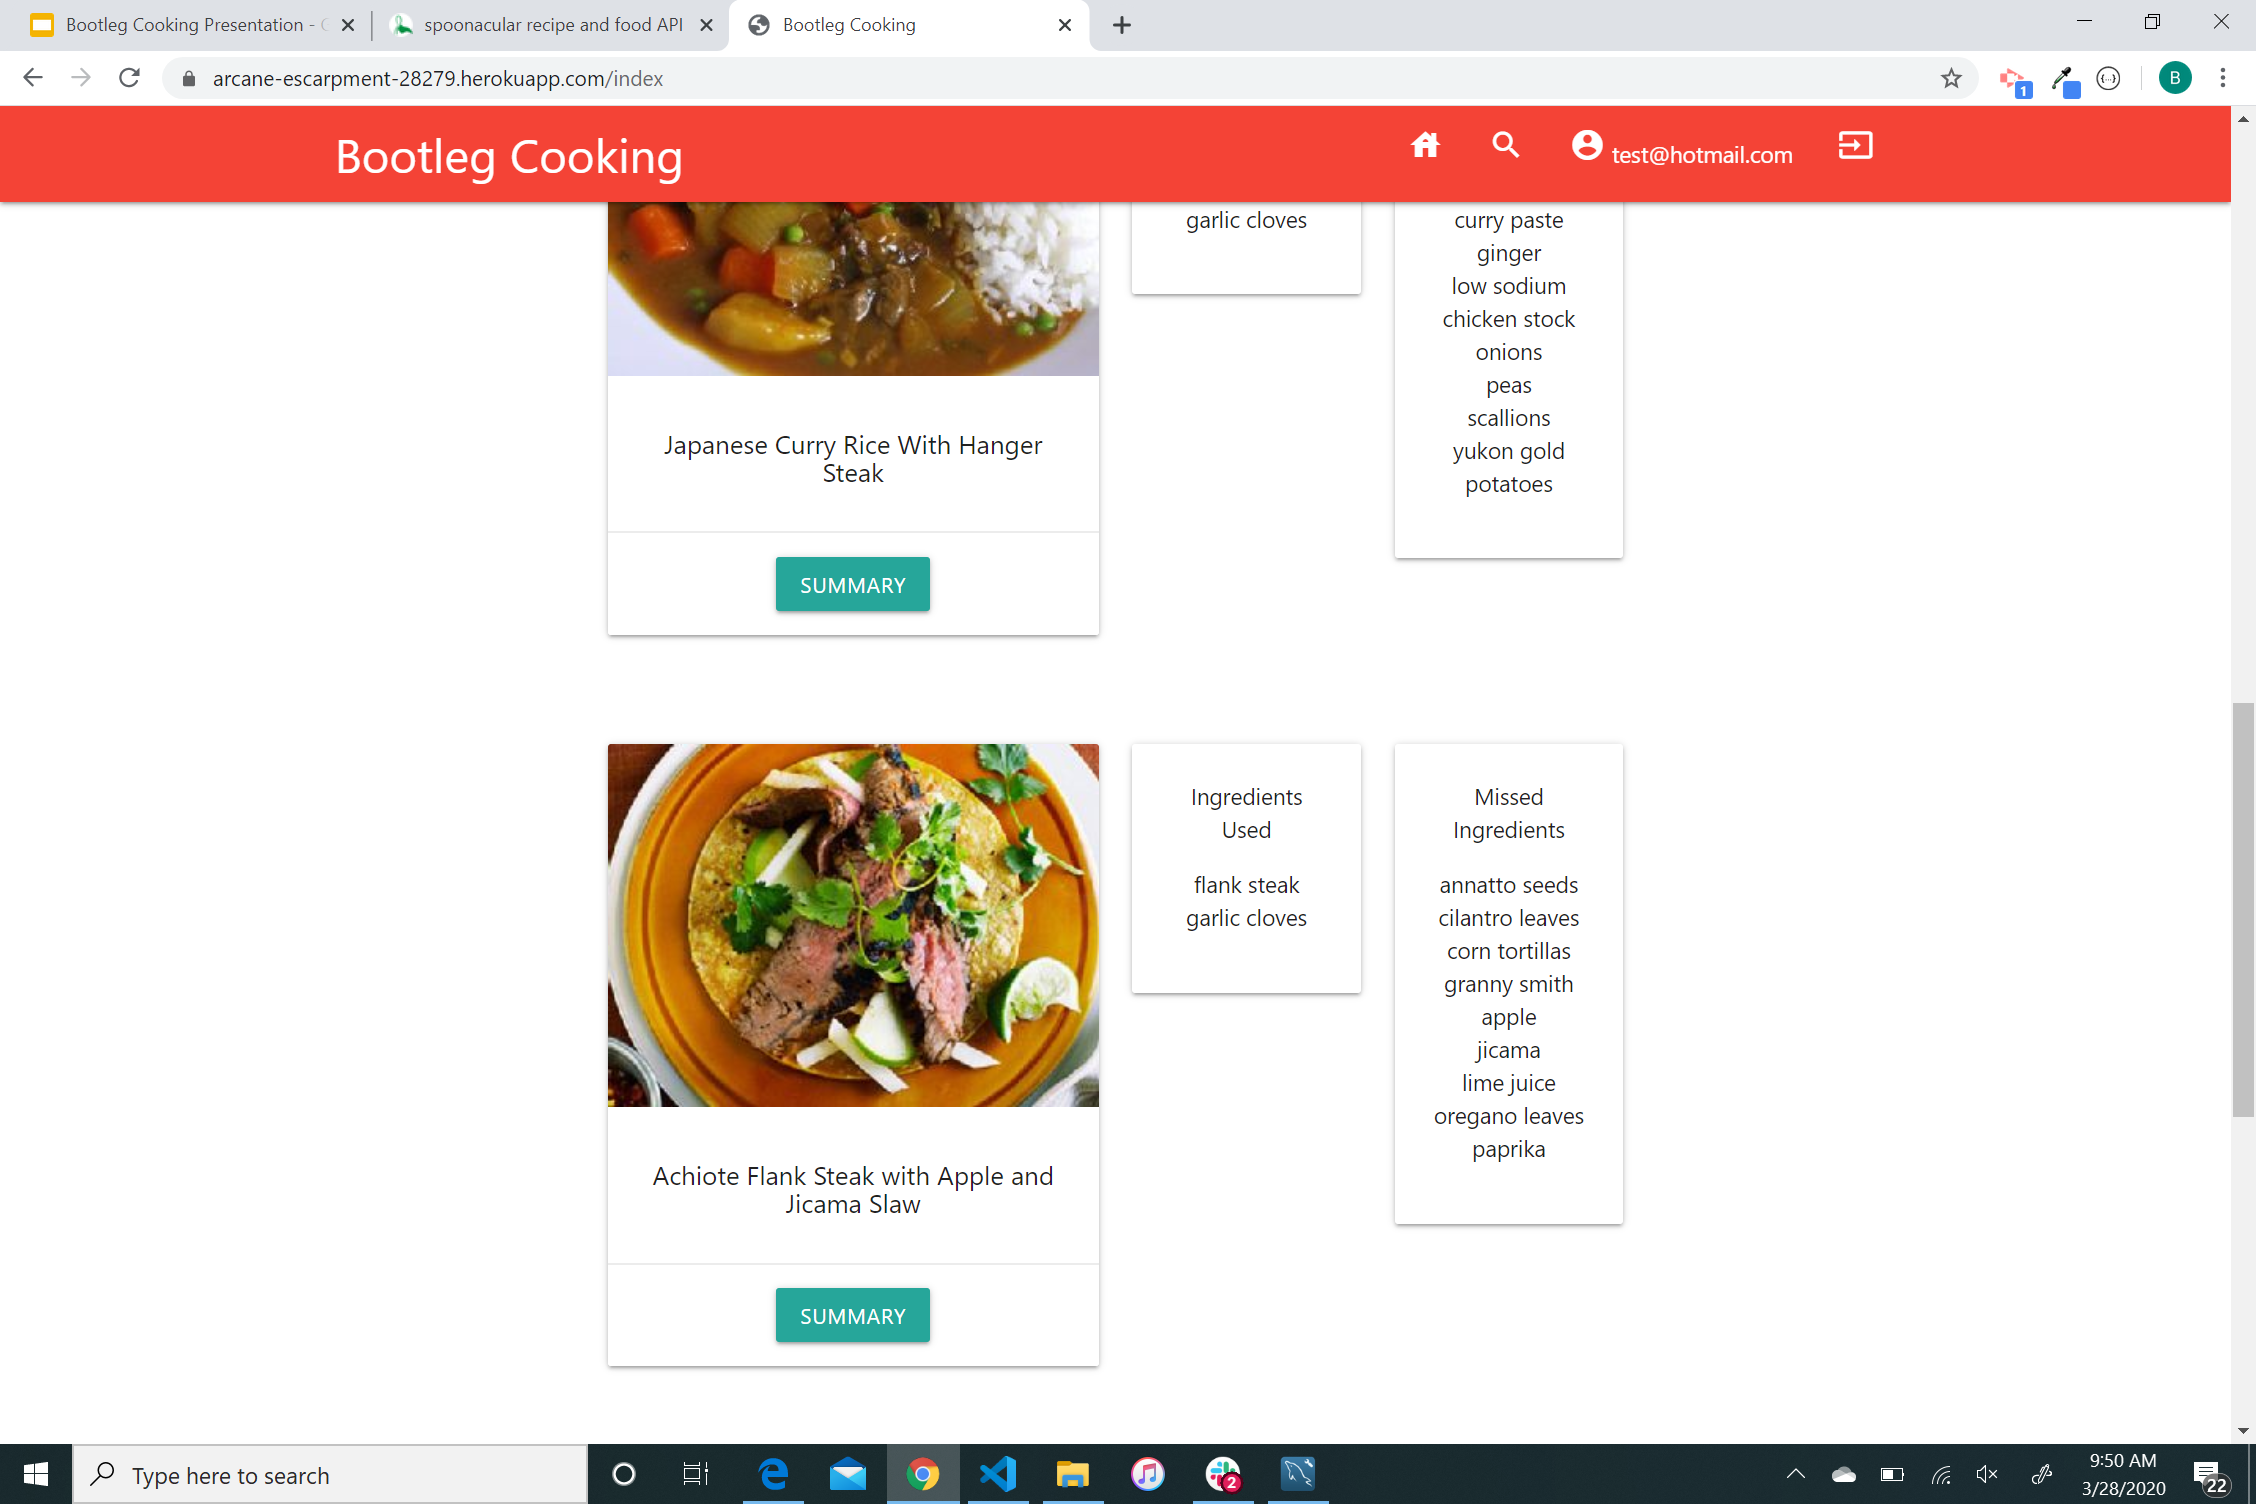 Bootleg Cooking Presentation -
spoonacular recipe and food API
Bootleg Cooking
arcane-escarpment-28279.herokuapp.com/index
1
B
Bootleg Cooking
test@hotmail.com
garlic cloves
curry paste
ginger
low sodium
chicken stock
onions
peas
scallions
yukon gold
potatoes
Japanese Curry Rice With Hanger
Steak
SUMMARY
Ingredients
Used
flank steak
garlic cloves
Missed
Ingredients
annatto seeds
cilantro leaves
corn tortillas
granny smith
apple
jicama
lime juice
oregano leaves
paprika
Achiote Flank Steak with Apple and
Jicama Slaw
SUMMARY
Type here to search
2
9:50 AM
3/28/2020
22